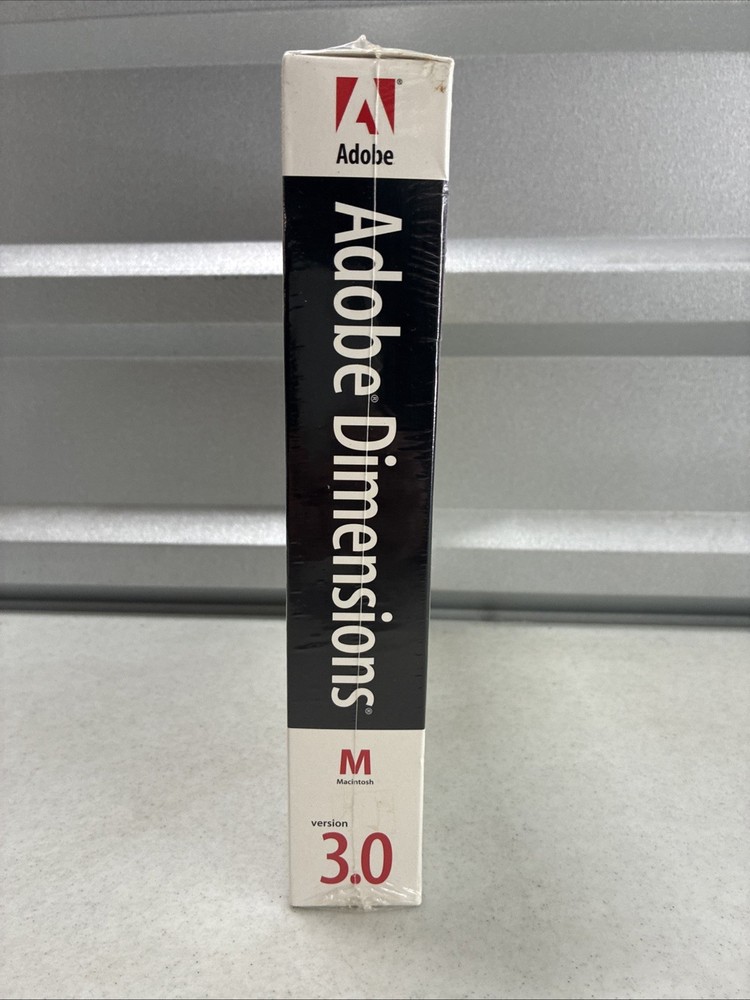 ®
Adobe
Adobe® Dimensions®
M
Macintosh
version
3.0